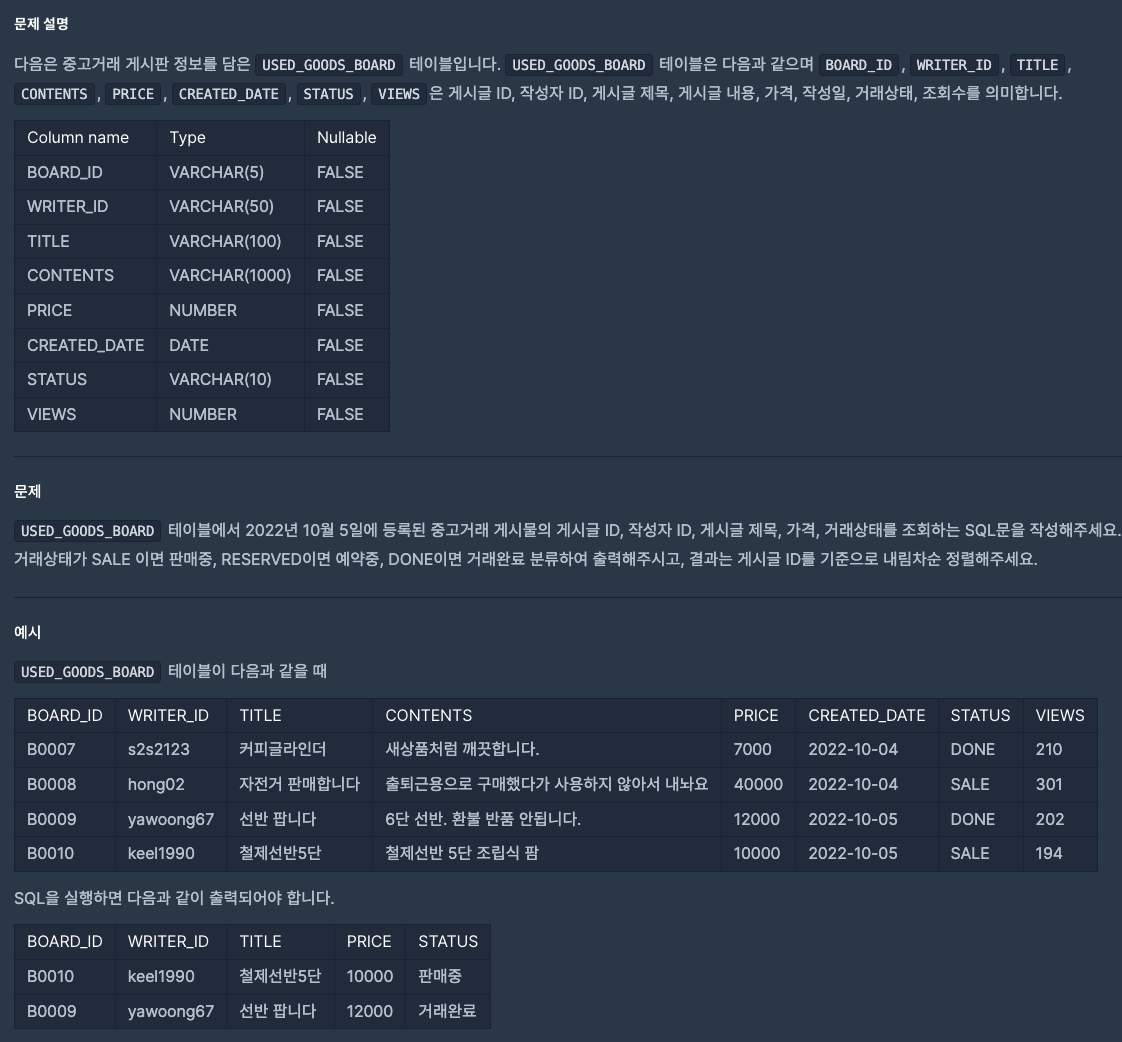 문제 설명
다음은 중고거래 게시판 정보를 담은 USED_GOODS_BOARD 테이블입니다. USED_GOODS_BOARD 테이블은 다음과 같으며 BOARD_ID, WRITER_ID, TITLE,
CONTENTS, PRICE, CREATED_DATE, STATUS, VIEWS은 게시글 ID, 작성자 ID, 게시글 제목, 게시글 내용, 가격, 작성일, 거래상태, 조회수를 의미합니다.
Column name Type Nullable
BOARD_ID VARCHAR(5) FALSE
WRITER_ID VARCHAR(50) FALSE
TITLE VARCHAR(100) FALSE
CONTENTS VARCHAR(1000) FALSE
PRICE NUMBER FALSE
CREATED_DATE DATE FALSE
STATUS VARCHAR(10) FALSE
VIEWS NUMBER FALSE
문제
USED_GOODS_BOARD 테이블에서 2022년 10월 5일에 등록된 중고거래 게시물의 게시글 ID, 작성자 ID, 게시글 제목, 가격, 거래상태를 조회하는 SQL문을 작성해주세요.
거래상태가 SALE 이면 판매중, RESERVED이면 예약중, DONE이면 거래완료 분류하여 출력해주시고, 결과는 게시글 ID를 기준으로 내림차순 정렬해주세요.
예시
USED_GOODS_BOARD 테이블이 다음과 같을 때
BOARD_ID WRITER_ID TITLE CONTENTS PRICE CREATED_DATE STATUS VIEWS
B0007 s2s2123 커피글라인더 새상품처럼 깨끗합니다. 7000 2022-10-04 DONE 210
B0008 hong02 자전거 판매합니다 출퇴근용으로 구매했다가 사용하지 않아서 내놔요 40000 2022-10-04 SALE 301
B0009 yawoong67 선반 팝니다 6단 선반. 환불 반품 안됩니다. 12000 2022-10-05 DONE 202
B0010 keel1990 철제선반5단 철제선반 5단 조립식 팜 10000 2022-10-05 SALE 194
SQL을 실행하면 다음과 같이 출력되어야 합니다.
BOARD_ID WRITER_ID TITLE PRICE STATUS
B0010 keel1990 철제선반5단 10000 판매중
B0009 yawoong67 선반 팝니다 12000 거래완료